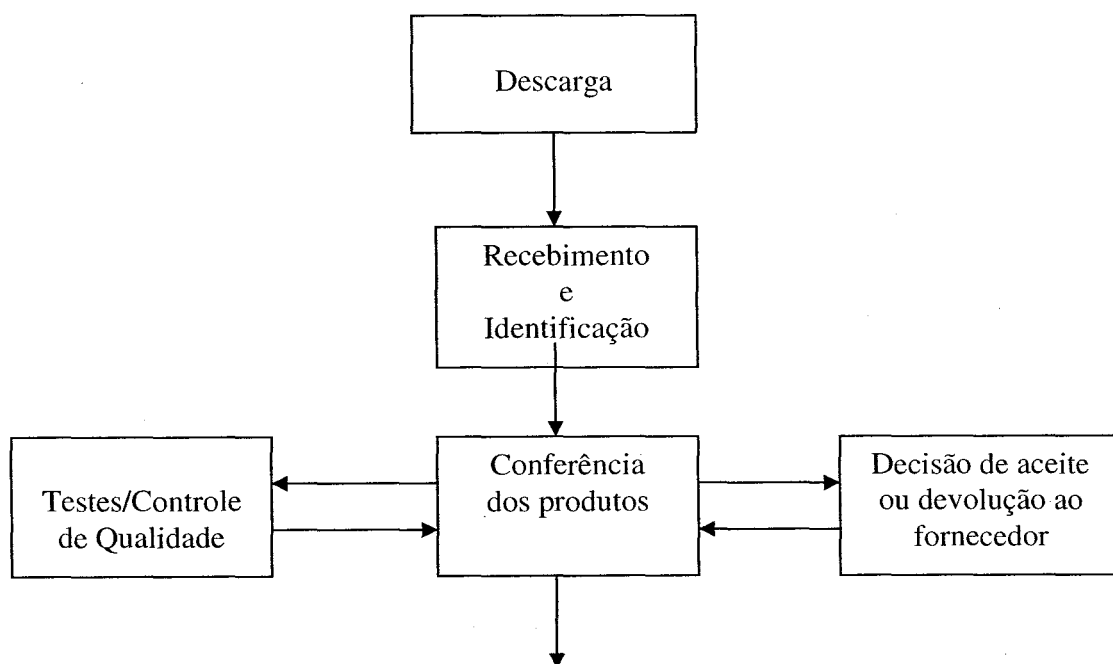 Descarga
Recebimento
e
Identificação
Testes/Controle
de Qualidade
Conferência
dos produtos
Decisão de aceite
ou devolução ao
fornecedor